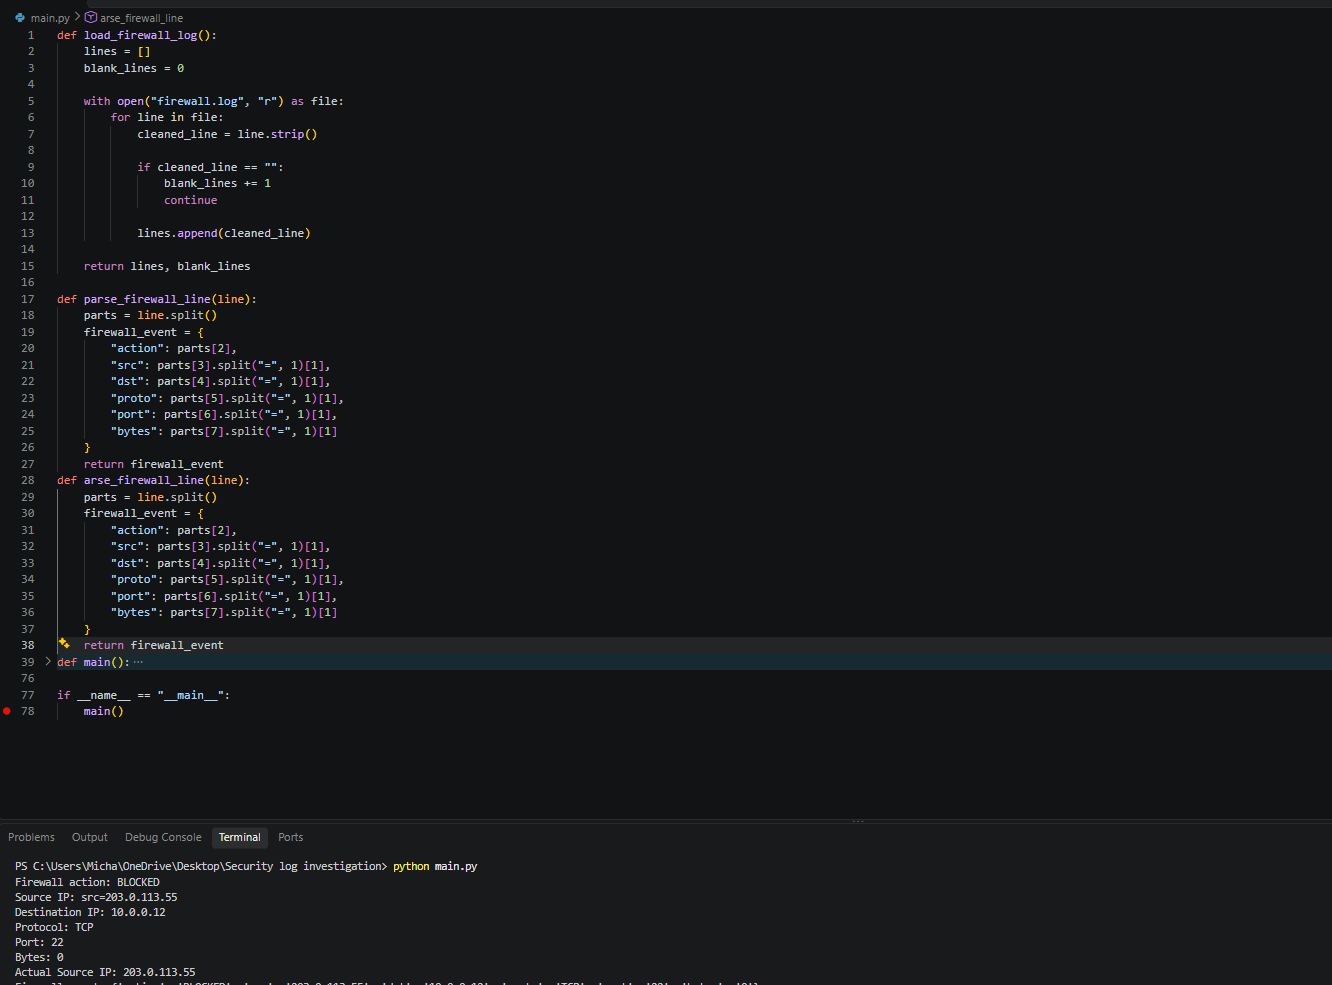 main.py > arse_firewall_line
1 def load_firewall_log():
2     lines = []
3     blank_lines = 0
4
5     with open("firewall.log", "r") as file:
6         for line in file:
7             cleaned_line = line.strip()
8
9             if cleaned_line == "":
10                 blank_lines += 1
11                 continue
12
13             lines.append(cleaned_line)
14
15     return lines, blank_lines
16
17 def parse_firewall_line(line):
18     parts = line.split()
19     firewall_event = {
20         "action": parts[2],
21         "src": parts[3].split("=", 1)[1],
22         "dst": parts[4].split("=", 1)[1],
23         "proto": parts[5].split("=", 1)[1],
24         "port": parts[6].split("=", 1)[1],
25         "bytes": parts[7].split("=", 1)[1]
26     }
27     return firewall_event
28 def arse_firewall_line(line):
29     parts = line.split()
30     firewall_event = {
31         "action": parts[2],
32         "src": parts[3].split("=", 1)[1],
33         "dst": parts[4].split("=", 1)[1],
34         "proto": parts[5].split("=", 1)[1],
35         "port": parts[6].split("=", 1)[1],
36         "bytes": parts[7].split("=", 1)[1]
37     }
38     return firewall_event
39 > def main(): ...
76
77 if __name__ == "__main__":
78     main()
Problems Output Debug Console Terminal Ports
PS C:\Users\Micha\OneDrive\Desktop\Security log investigation> python main.py
Firewall action: BLOCKED
Source IP: src=203.0.113.55
Destination IP: 10.0.0.12
Protocol: TCP
Port: 22
Bytes: 0
Actual Source IP: 203.0.113.55